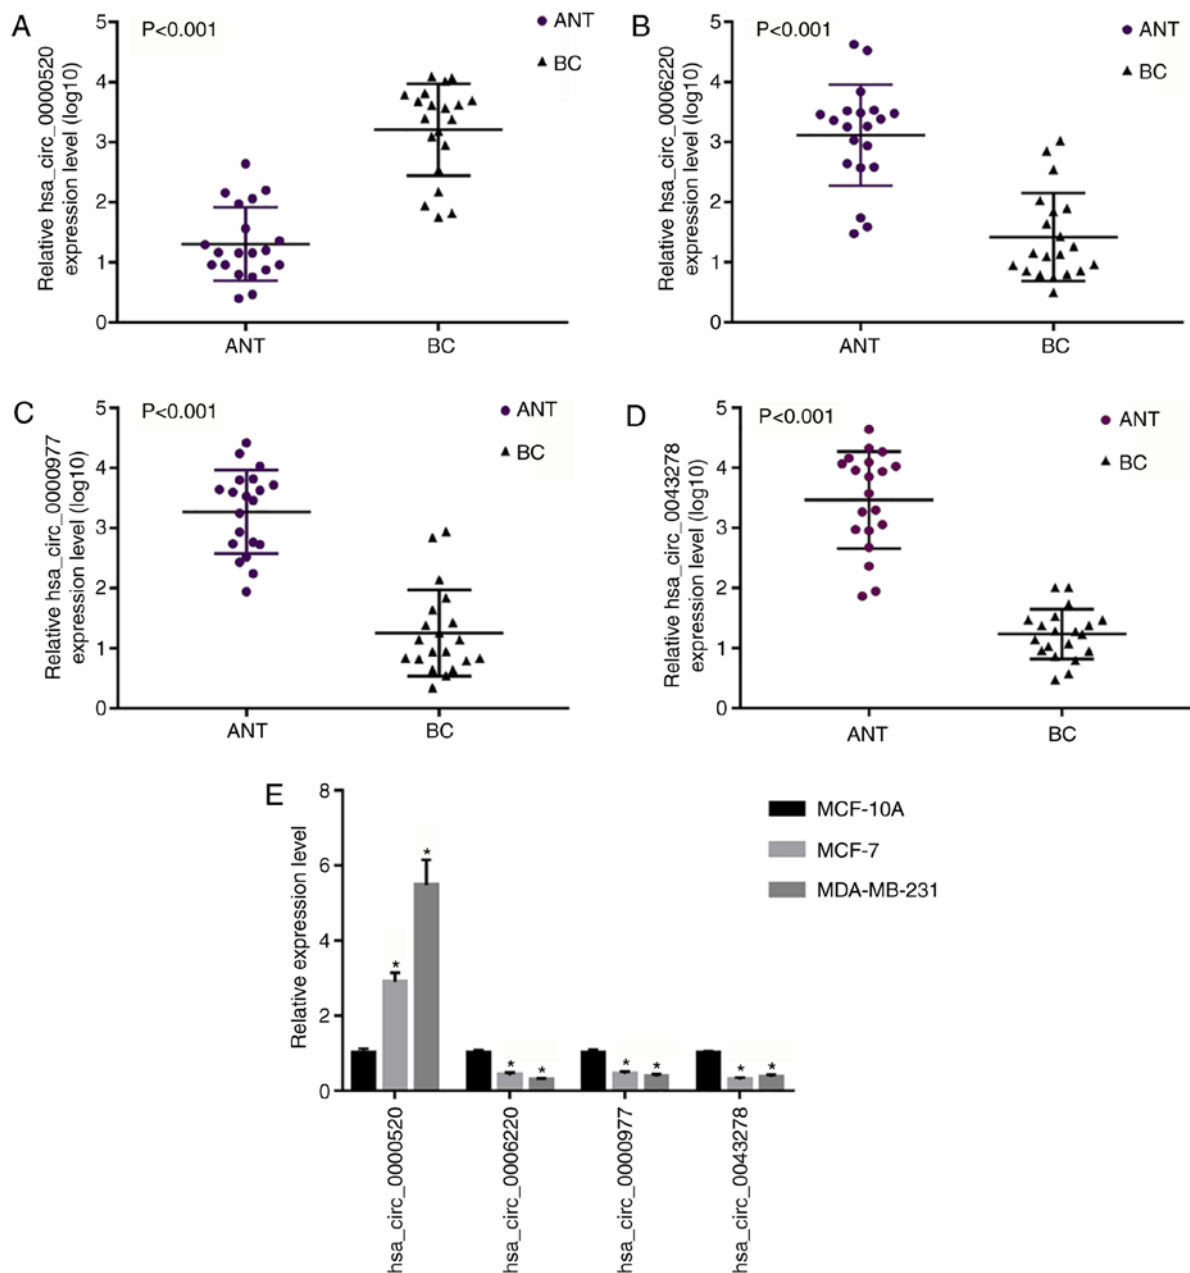 A
P<0.001
ANT
BC
Relative hsa_circ_0000520
expression level (log10)
5
4
3
2
1
0
ANT
BC
B
P<0.001
ANT
BC
Relative hsa_circ_0006220
expression level (log10)
5
4
3
2
1
0
ANT
BC
C
P<0.001
ANT
BC
Relative hsa_circ_0000977
expression level (log10)
5
4
3
2
1
0
ANT
BC
D
P<0.001
ANT
BC
Relative hsa_circ_0043278
expression level (log10)
5
4
3
2
1
0
ANT
BC
E
Relative expression level
8
6
4
2
0
* * * * * * * *
MCF-10A
MCF-7
MDA-MB-231
hsa_circ_0000520
hsa_circ_0006220
hsa_circ_0000977
hsa_circ_0043278